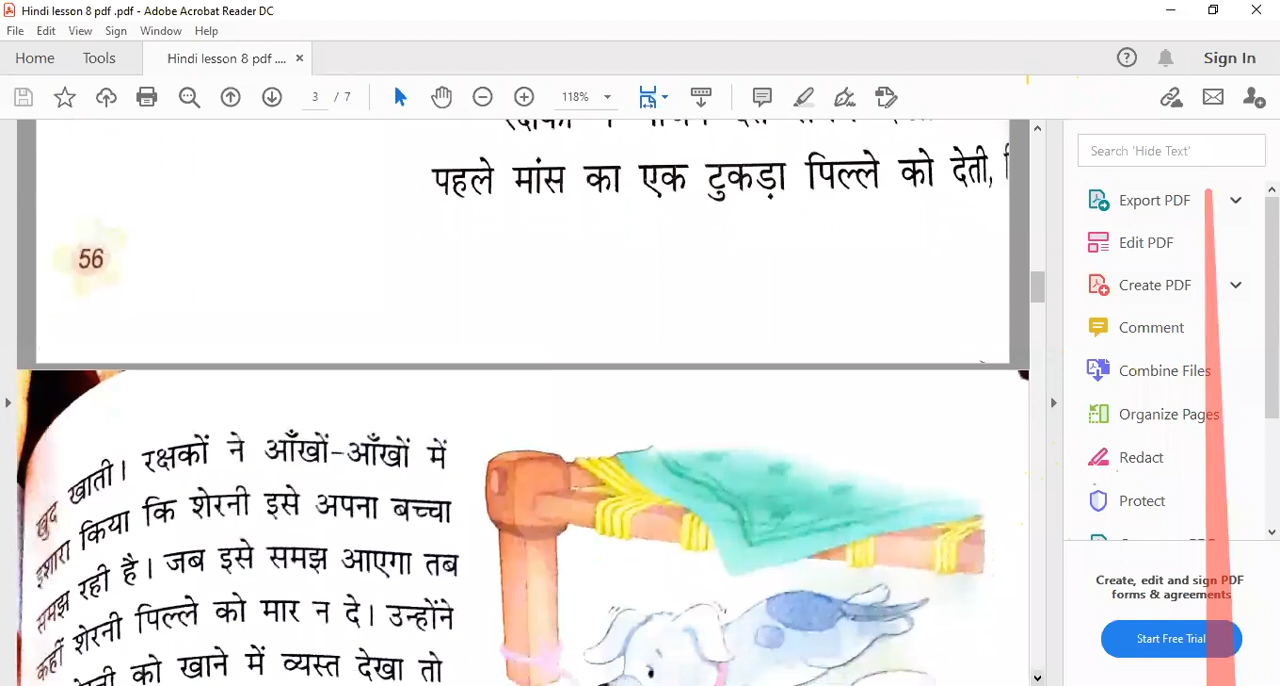 Hindi lesson 8 pdf .pdf - Adobe Acrobat Reader DC
File Edit View Sign Window Help
Home Tools Hindi lesson 8 pdf .... × Sign In
3 / 7 118%
पहले मांस का एक टुकड़ा पिल्ले को देती,
56
खुद खाती। रक्षकों ने आँखों-आँखों में
इशारा किया कि शेरनी इसे अपना बच्चा
समझ रही है। जब इसे समझ आएगा तब
कहीं शेरनी पिल्ले को मार न दे। उन्होंने
को खाने में व्यस्त देखा तो
Search 'Hide Text'
Export PDF
Edit PDF
Create PDF
Comment
Combine Files
Organize Pages
Redact
Protect
Create, edit and sign PDF
forms & agreements
Start Free Trial